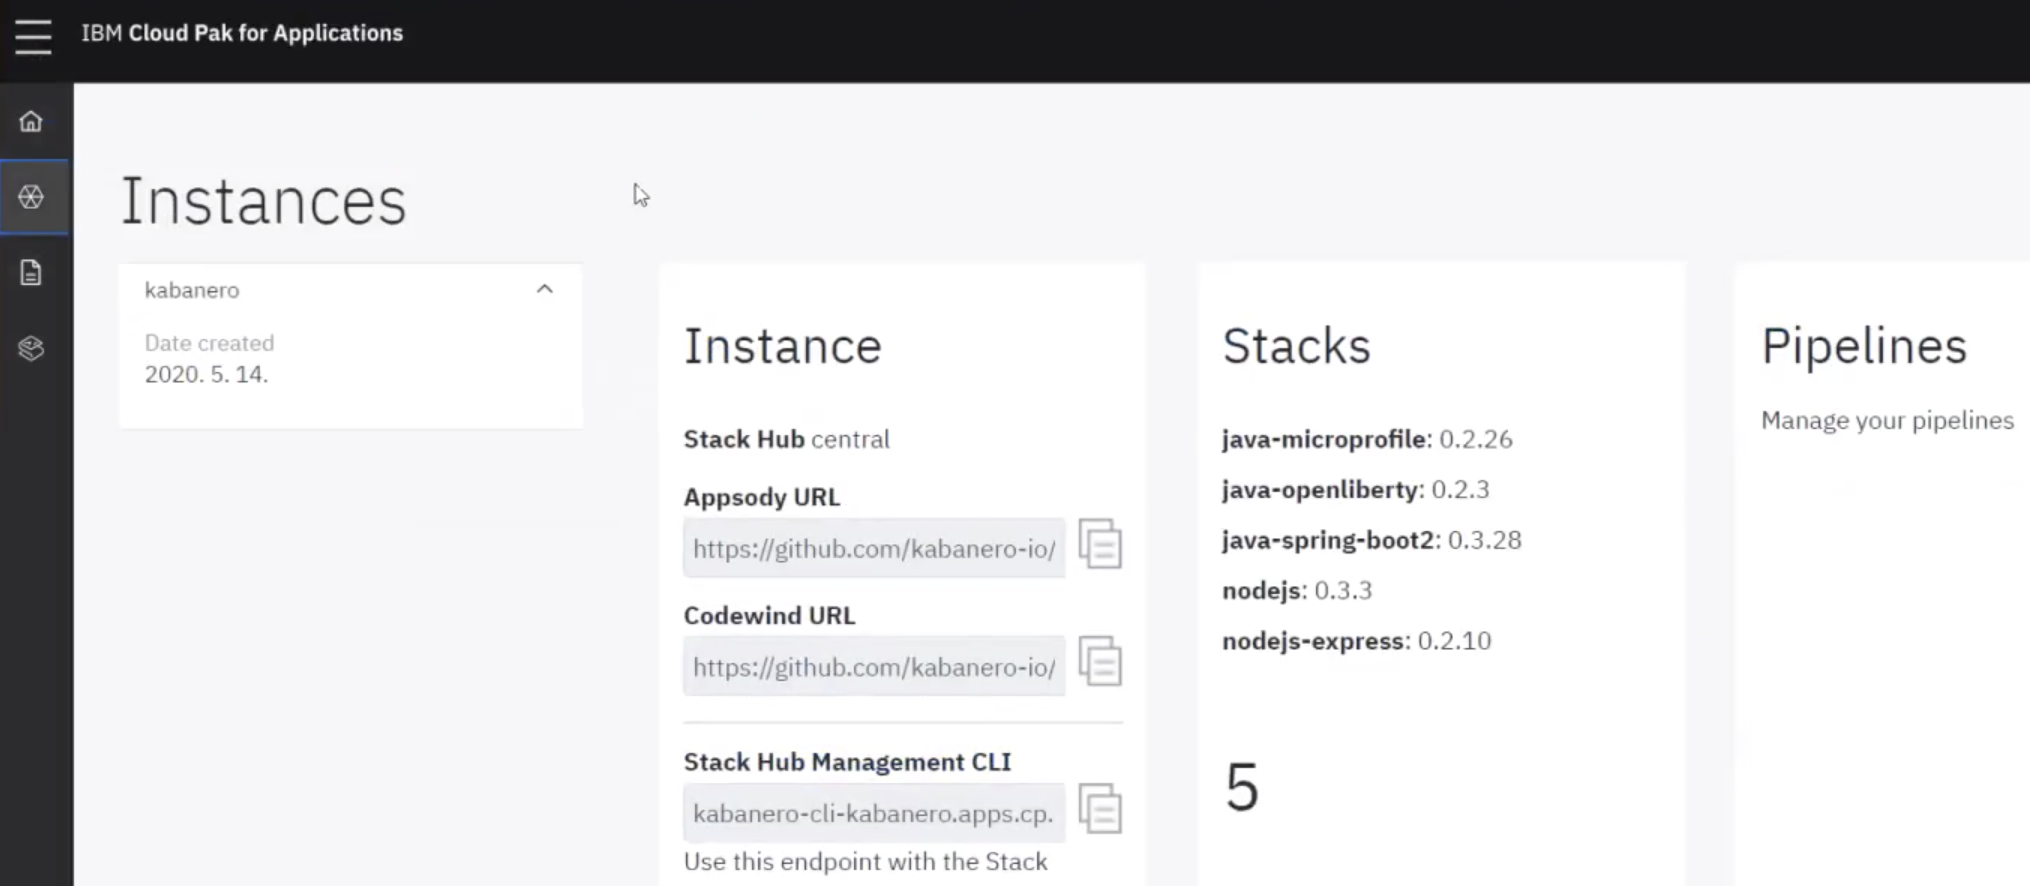 IBM Cloud Pak for Applications
Instances
kabanero
Date created
2020. 5. 14.
Instance
Stack Hub central
Appsody URL
https://github.com/kabanero-io/
Codewind URL
https://github.com/kabanero-io/
Stack Hub Management CLI
kabanero-cli-kabanero.apps.cp.
Use this endpoint with the Stack
Stacks
java-microprofile: 0.2.26
java-openliberty: 0.2.3
java-spring-boot2: 0.3.28
nodejs: 0.3.3
nodejs-express: 0.2.10
5
Pipelines
Manage your pipelines